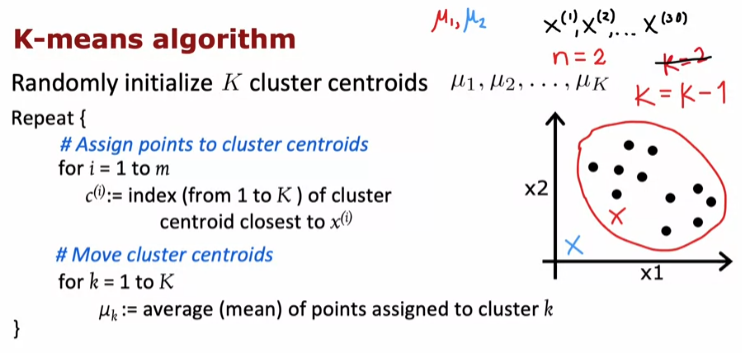 μ₁, μ₂
x⁽¹⁾, x⁽²⁾, ... x⁽³⁰⁾
K-means algorithm
n = 2
K=2
Randomly initialize K cluster centroids μ₁, μ₂, . . . , μ_K
K = K-1
Repeat {
# Assign points to cluster centroids
for i = 1 to m
c⁽ⁱ⁾:= index (from 1 to K ) of cluster
centroid closest to x⁽ⁱ⁾
# Move cluster centroids
for k = 1 to K
μₖ := average (mean) of points assigned to cluster k
}
x2
x1